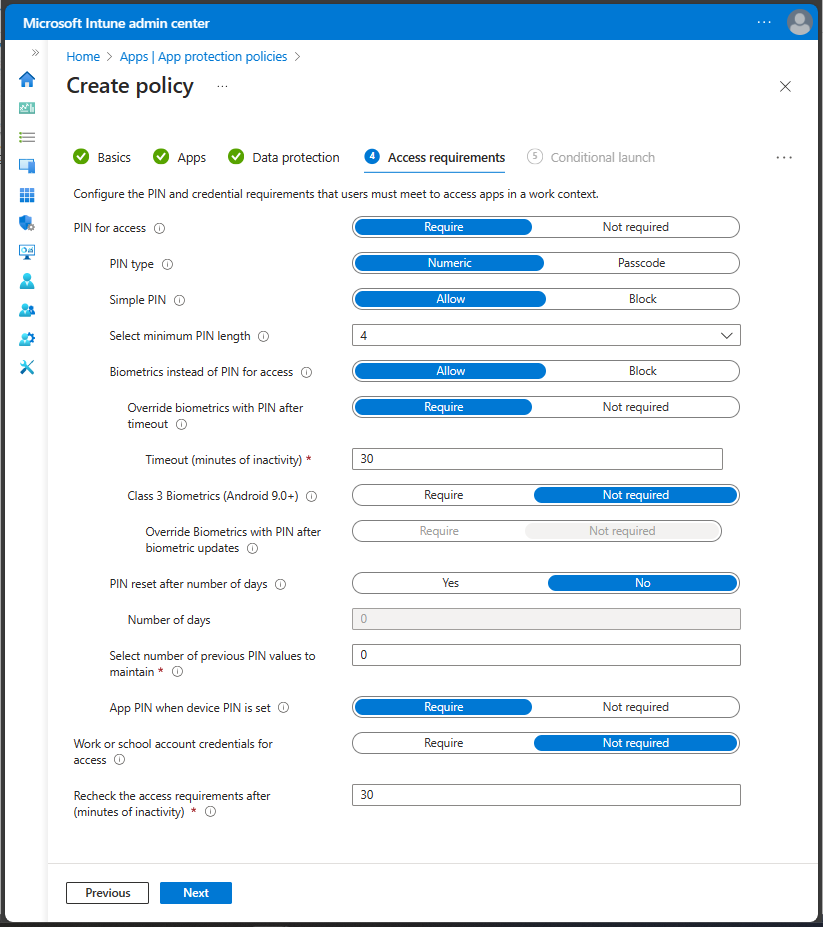 Microsoft Intune admin center ...
Home > Apps | App protection policies >
Create policy ...
Basics Apps Data protection 4 Access requirements 5 Conditional launch ...
Configure the PIN and credential requirements that users must meet to access apps in a work context.
PIN for access Require Not required
PIN type Numeric Passcode
Simple PIN Allow Block
Select minimum PIN length 4
Biometrics instead of PIN for access Allow Block
Override biometrics with PIN after Require Not required
timeout
Timeout (minutes of inactivity) * 30
Class 3 Biometrics (Android 9.0+) Require Not required
Override Biometrics with PIN after Require Not required
biometric updates
PIN reset after number of days Yes No
Number of days 0
Select number of previous PIN values to 0
maintain *
App PIN when device PIN is set Require Not required
Work or school account credentials for Require Not required
access
Recheck the access requirements after 30
(minutes of inactivity) *
Previous Next